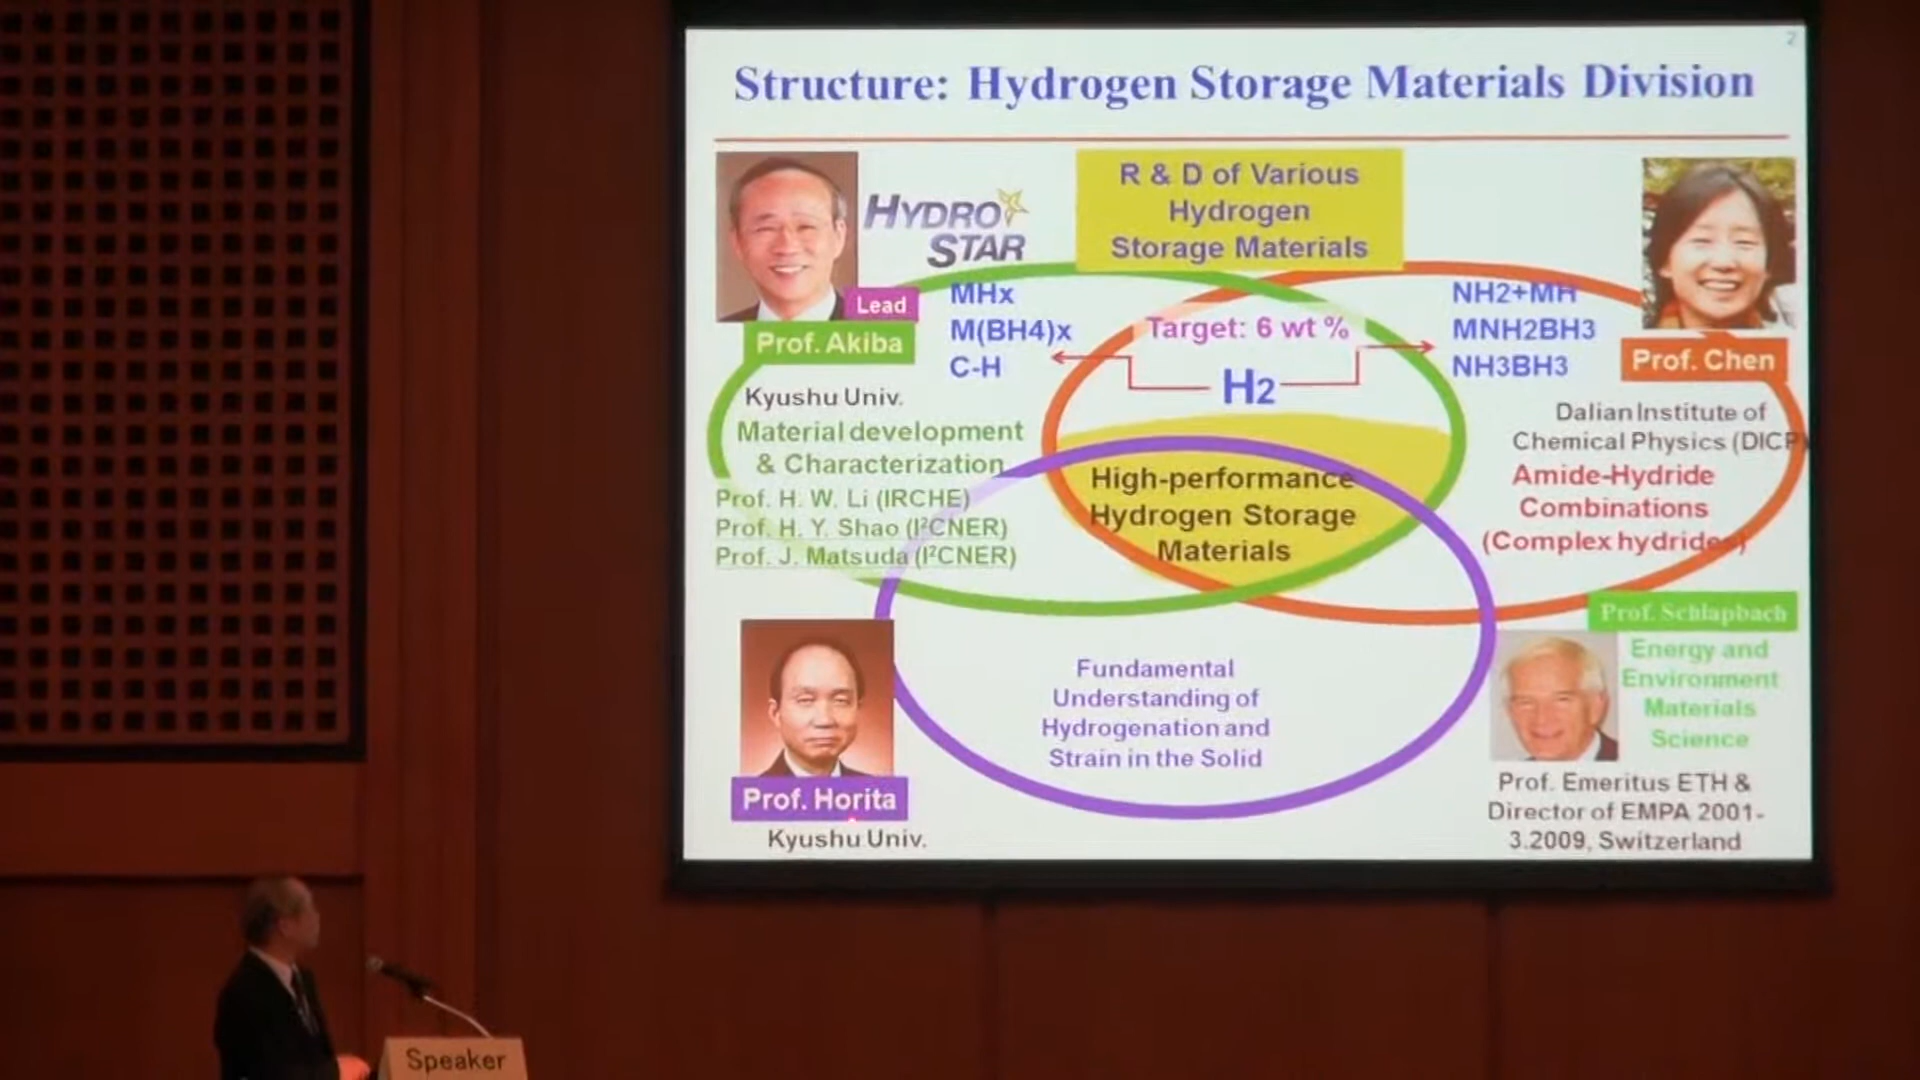 2
Structure: Hydrogen Storage Materials Division
HYDRO
STAR
R & D of Various
Hydrogen
Storage Materials
Lead
Prof. Akiba
MHx
M(BH4)x
C-H
Target: 6 wt %
H2
NH2+MH
MNH2BH3
NH3BH3
Prof. Chen
Kyushu Univ.
Material development
& Characterization
Prof. H. W. Li (IRCHE)
Prof. H. Y. Shao (I²CNER)
Prof. J. Matsuda (I²CNER)
High-performance
Hydrogen Storage
Materials
Dalian Institute of
Chemical Physics (DICP)
Amide-Hydride
Combinations
(Complex hydrides)
Prof. Schlapbach
Energy and
Environment
Materials
Science
Prof. Emeritus ETH &
Director of EMPA 2001-
3.2009, Switzerland
Fundamental
Understanding of
Hydrogenation and
Strain in the Solid
Prof. Horita
Kyushu Univ.
Speaker